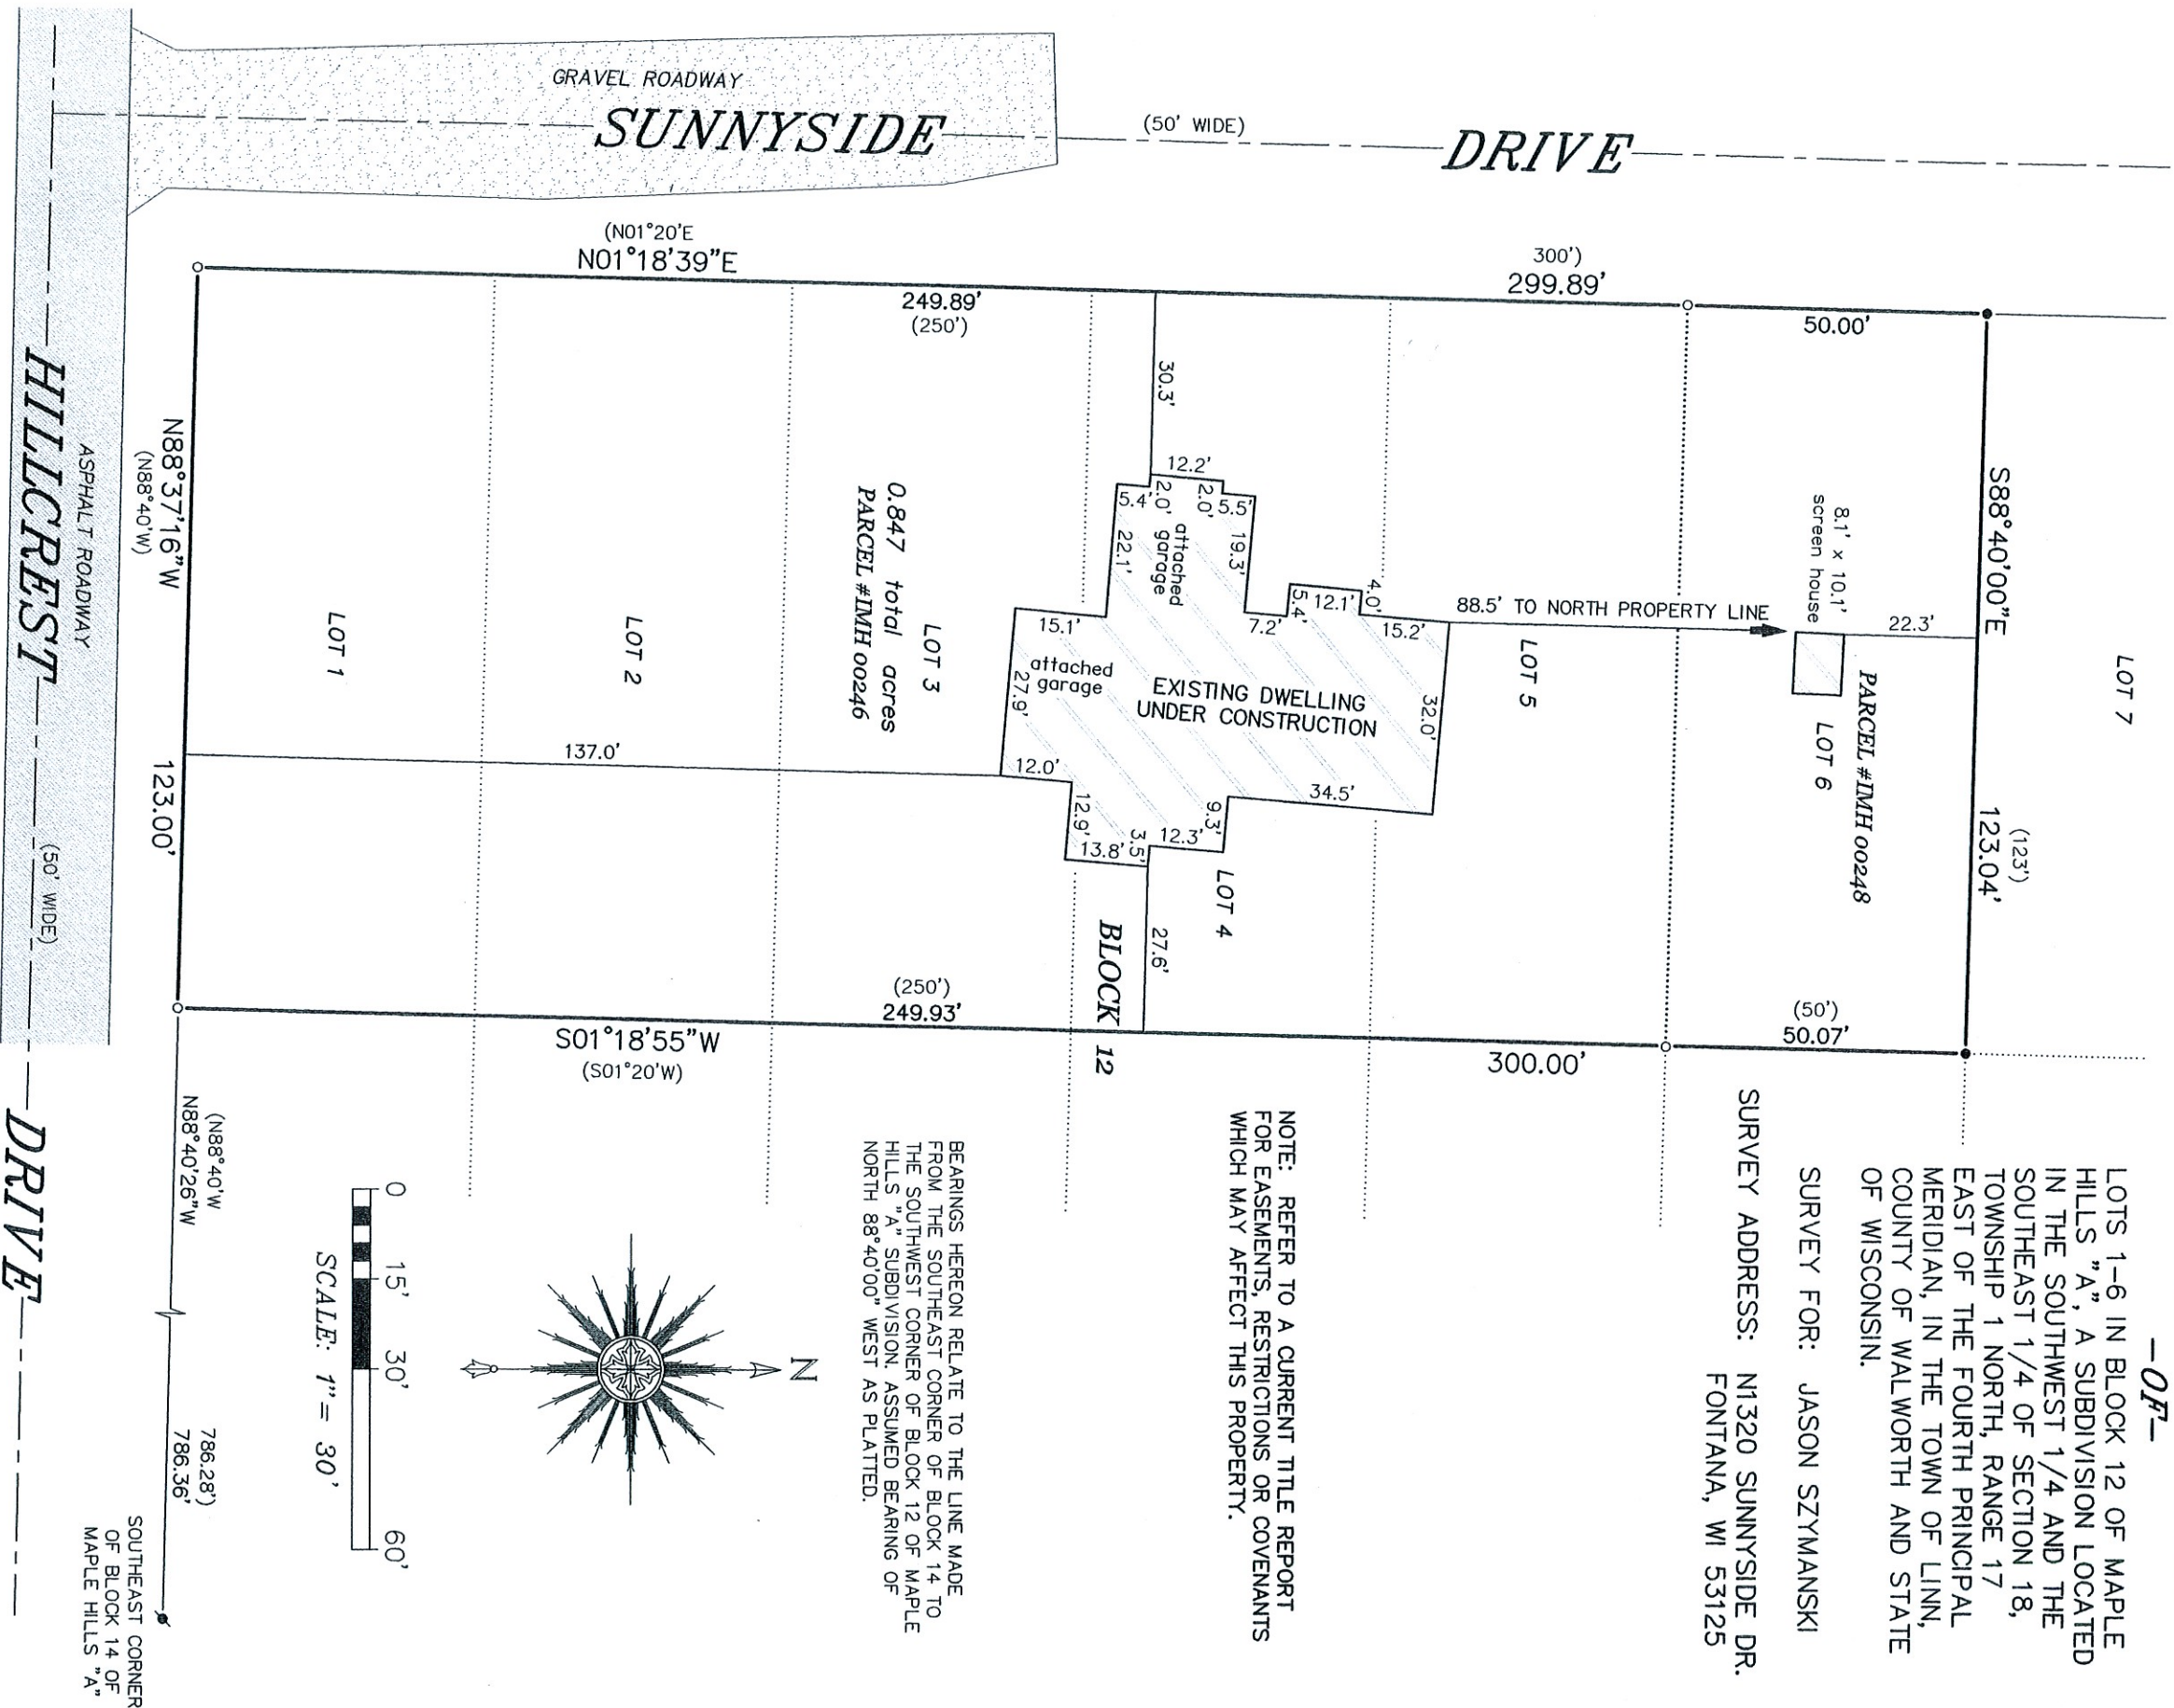 -OF-
LOTS 1-6 IN BLOCK 12 OF MAPLE
HILLS "A", A SUBDIVISION LOCATED
IN THE SOUTHWEST 1/4 AND THE
SOUTHEAST 1/4 OF SECTION 18,
TOWNSHIP 1 NORTH, RANGE 17
EAST OF THE FOURTH PRINCIPAL
MERIDIAN, IN THE TOWN OF LINN,
COUNTY OF WALWORTH AND STATE
OF WISCONSIN.
SURVEY FOR: JASON SZYMANSKI
SURVEY ADDRESS: N1320 SUNNYSIDE DR.
FONTANA, WI 53125
GRAVEL ROADWAY
SUNNYSIDE
(50' WIDE)
DRIVE
(N01°20'E
N01°18'39"E
300')
299.89'
249.89'
(250')
50.00'
LOT 7
S88°40'00"E
(123')
123.04'
8.1' x 10.1'
screen house
22.3'
PARCEL #IMH 00248
LOT 6
88.5' TO NORTH PROPERTY LINE
LOT 5
30.3'
12.2'
2.0'
2.0'
5.5'
5.4'
attached
garage
19.3'
22.1'
7.2'
5.4'
12.1'
4.0'
15.2'
15.1'
attached
garage
27.9'
EXISTING DWELLING
UNDER CONSTRUCTION
32.0'
34.5'
12.0'
12.9'
13.8'
3.5'
12.3'
9.3'
LOT 4
27.6'
BLOCK 12
LOT 3
0.847 total acres
PARCEL #IMH 00246
LOT 2
LOT 1
137.0'
(250')
249.93'
S01°18'55"W
(S01°20'W)
300.00'
(50')
50.07'
N88°37'16"W
(N88°40'W)
123.00'
ASPHALT ROADWAY
HILLCREST
(50' WIDE)
DRIVE
(N88°40'W
N88°40'26"W
786.28')
786.36'
SOUTHEAST CORNER
OF BLOCK 14 OF
MAPLE HILLS "A"
NOTE: REFER TO A CURRENT TITLE REPORT
FOR EASEMENTS, RESTRICTIONS OR COVENANTS
WHICH MAY AFFECT THIS PROPERTY.
BEARINGS HEREON RELATE TO THE LINE MADE
FROM THE SOUTHEAST CORNER OF BLOCK 14 TO
THE SOUTHWEST CORNER OF BLOCK 12 OF MAPLE
HILLS "A" SUBDIVISION. ASSUMED BEARING OF
NORTH 88°40'00" WEST AS PLATTED.
N
0 15' 30' 60'
SCALE: 1"= 30'